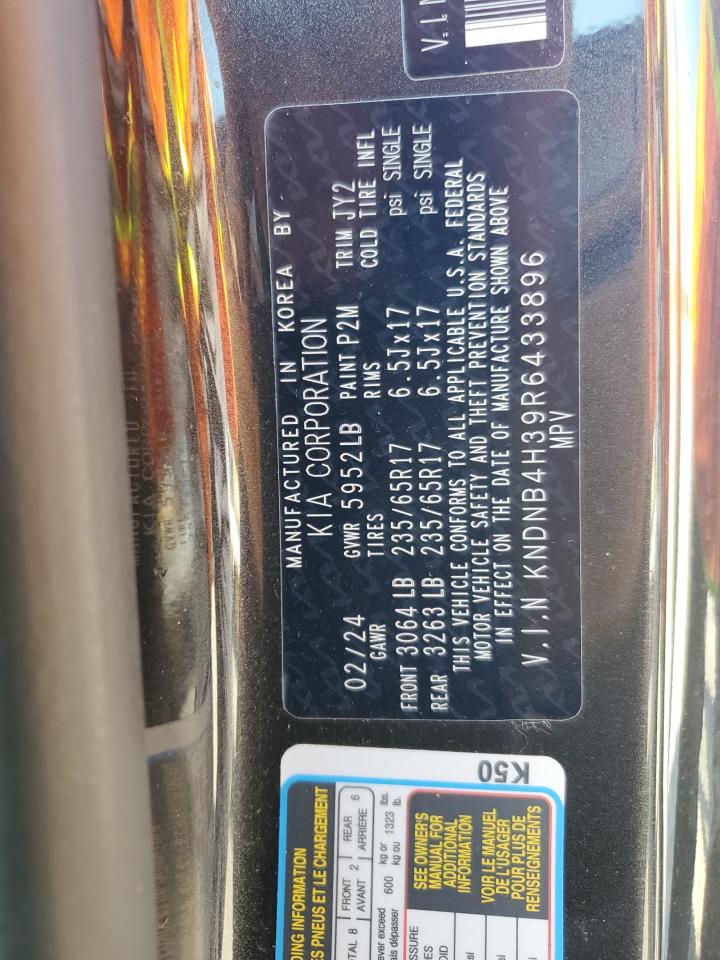 V.I.N
MANUFACTURED IN KOREA BY
KIA CORPORATION
02/24 GVWR 5952LB PAINT P2M TRIM JY2
GAWR TIRES RIMS COLD TIRE INFL
FRONT 3064 LB 235/65R17 6.5Jx17 psi SINGLE
REAR 3263 LB 235/65R17 6.5Jx17 psi SINGLE
THIS VEHICLE CONFORMS TO ALL APPLICABLE U.S.A. FEDERAL
MOTOR VEHICLE SAFETY AND THEFT PREVENTION STANDARDS
IN EFFECT ON THE DATE OF MANUFACTURE SHOWN ABOVE
V.I.N KNDNB4H39R6433896
MPV
K50
INFORMATION
PNEUS ET LE CHARGEMENT
8 FRONT 2 REAR 6
AVANT ARRIÈRE
exceed 600 kg or 1323 lbs.
dépasser kg ou lb.
SEE OWNER'S
MANUAL FOR
ADDITIONAL
INFORMATION
VOIR LE MANUEL
DE L'USAGER
POUR PLUS DE
RENSEIGNEMENTS